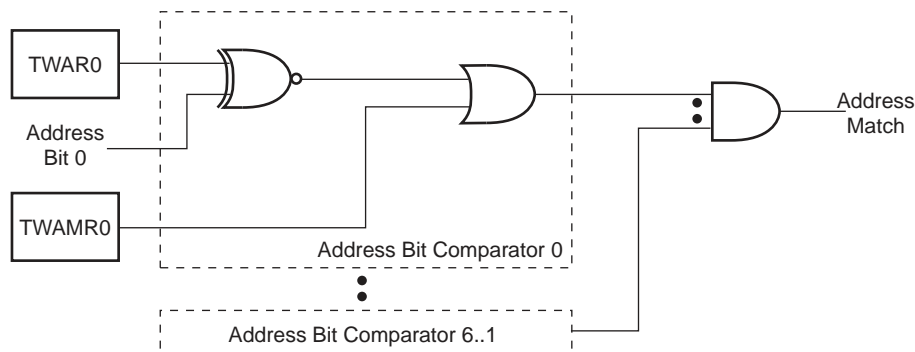 TWAR0
Address
Bit 0
Address
Match
TWAMR0
Address Bit Comparator 0
Address Bit Comparator 6..1